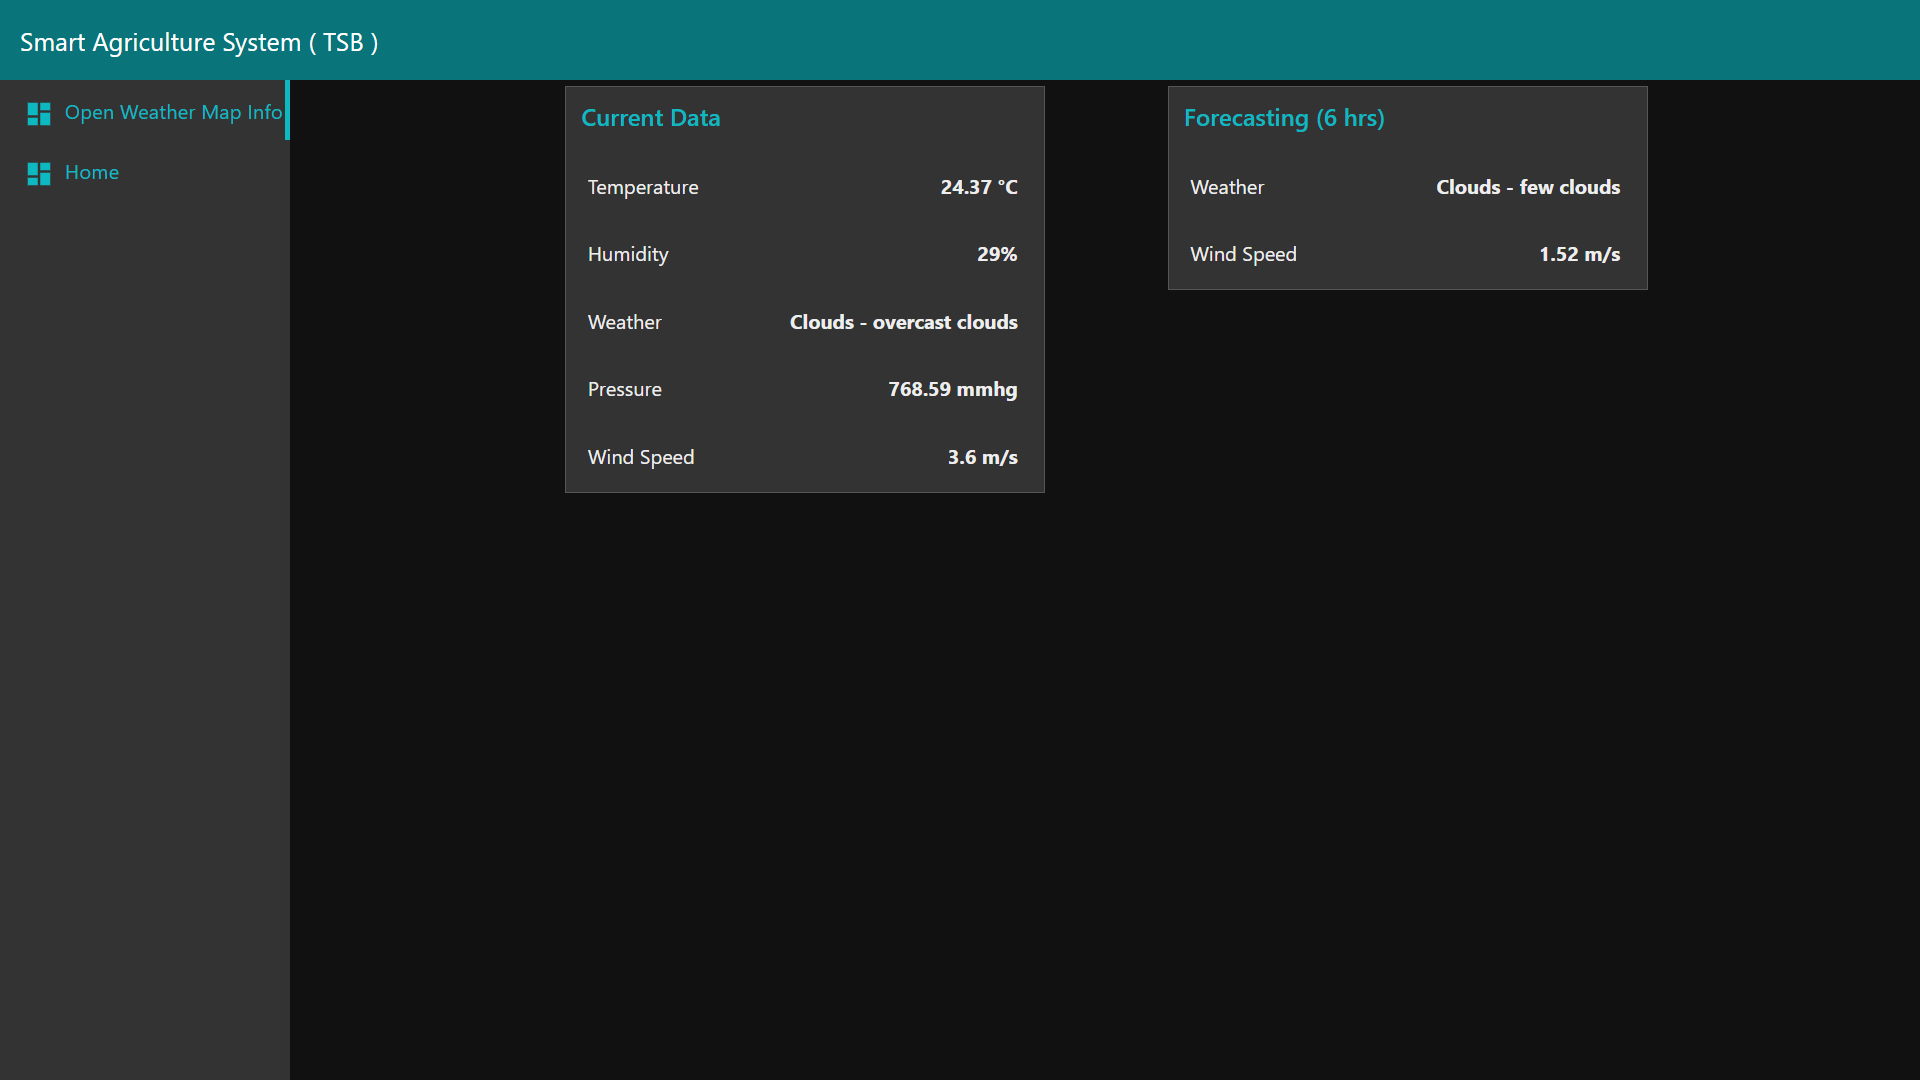 Smart Agriculture System ( TSB )
Open Weather Map Info
Home
Current Data
Temperature 24.37 °C
Humidity 29%
Weather Clouds - overcast clouds
Pressure 768.59 mmhg
Wind Speed 3.6 m/s
Forecasting (6 hrs)
Weather Clouds - few clouds
Wind Speed 1.52 m/s